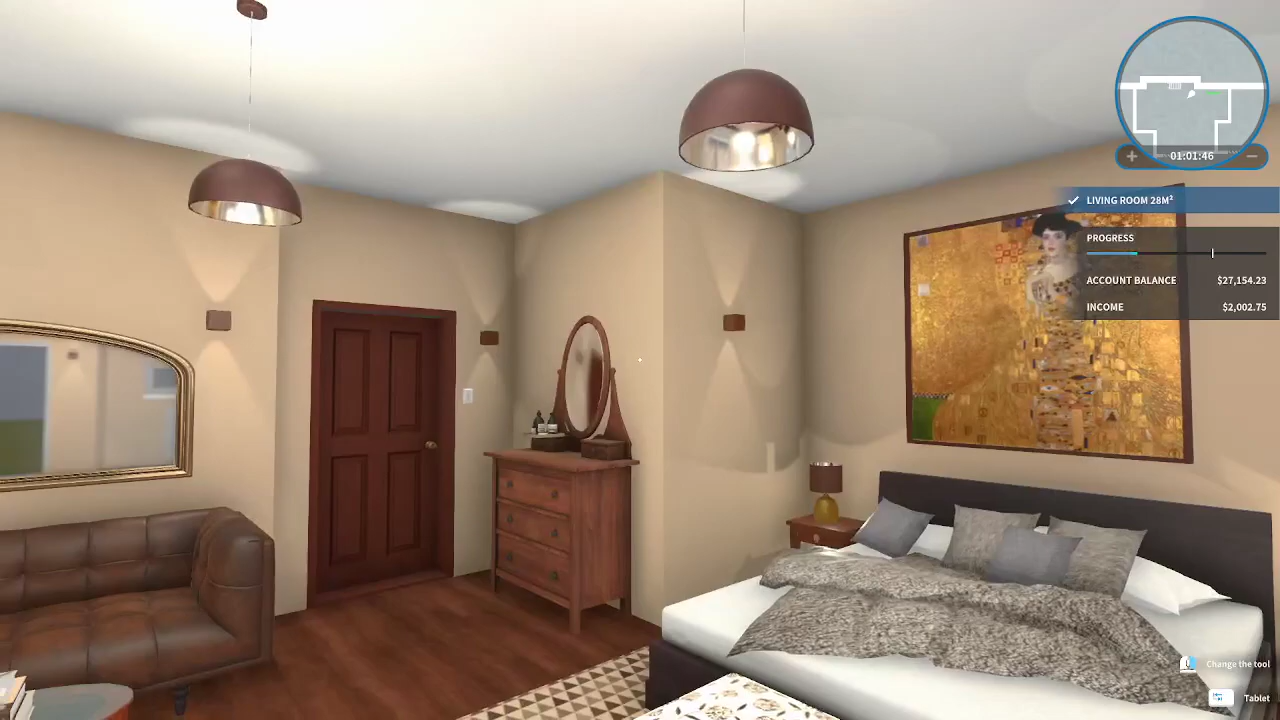 01:01:46
LIVING ROOM 28M²
PROGRESS
ACCOUNT BALANCE $27,154.23
INCOME $2,002.75
Change the tool
Tablet